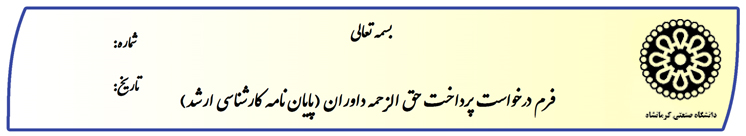 بسمه تعالی
شماره:
تاریخ:
فرم درخواست پرداخت حق الزحمه داوران (پایان نامه کارشناسی ارشد)
دانشگاه صنعتی کرمانشاه